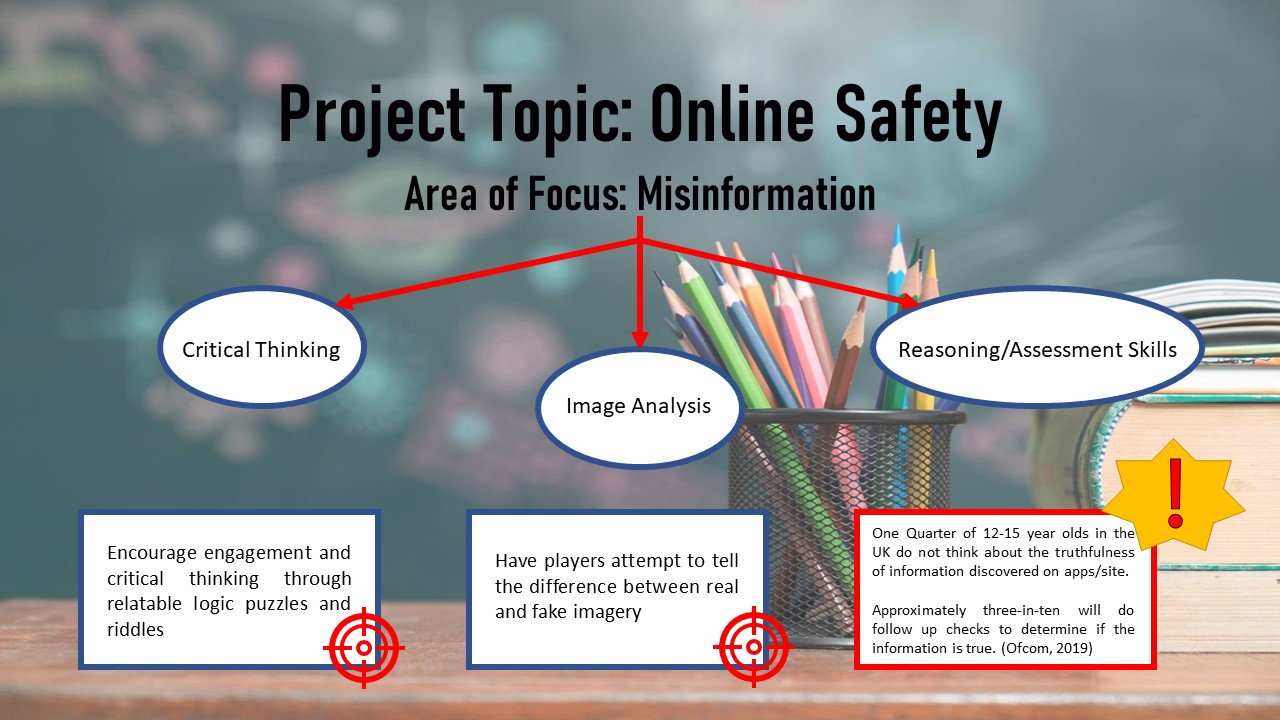 Project Topic: Online Safety
Area of Focus: Misinformation
Critical Thinking
Image Analysis
Reasoning/Assessment Skills
Encourage engagement and
critical thinking through
relatable logic puzzles and
riddles
Have players attempt to tell
the difference between real
and fake imagery
One Quarter of 12-15 year olds in the
UK do not think about the truthfulness
of information discovered on apps/site.
Approximately three-in-ten will do
follow up checks to determine if the
information is true. (Ofcom, 2019)
!